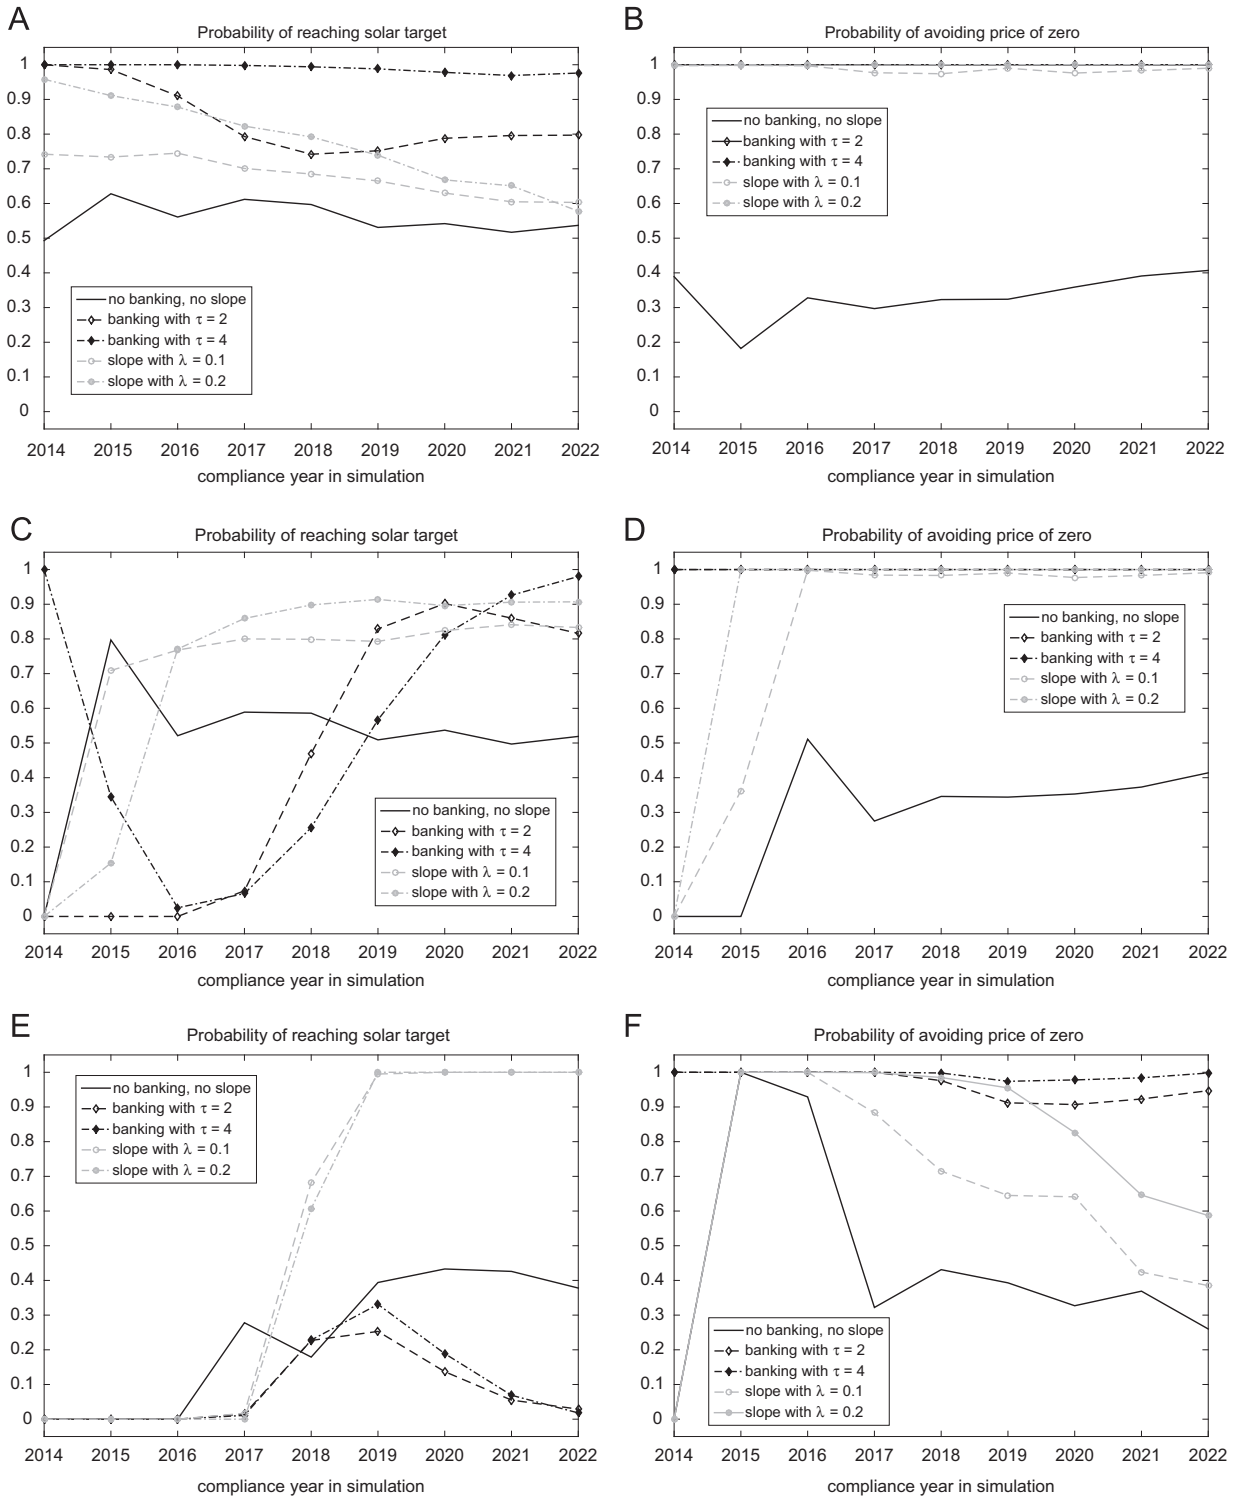 A
Probability of reaching solar target
1
0.9
0.8
0.7
0.6
0.5
0.4
0.3
0.2
0.1
0
no banking, no slope
banking with τ = 2
banking with τ = 4
slope with λ = 0.1
slope with λ = 0.2
2014 2015 2016 2017 2018 2019 2020 2021 2022
compliance year in simulation
B
Probability of avoiding price of zero
1
0.9
0.8
0.7
0.6
0.5
0.4
0.3
0.2
0.1
0
no banking, no slope
banking with τ = 2
banking with τ = 4
slope with λ = 0.1
slope with λ = 0.2
2014 2015 2016 2017 2018 2019 2020 2021 2022
compliance year in simulation
C
Probability of reaching solar target
1
0.9
0.8
0.7
0.6
0.5
0.4
0.3
0.2
0.1
0
no banking, no slope
banking with τ = 2
banking with τ = 4
slope with λ = 0.1
slope with λ = 0.2
2014 2015 2016 2017 2018 2019 2020 2021 2022
compliance year in simulation
D
Probability of avoiding price of zero
1
0.9
0.8
0.7
0.6
0.5
0.4
0.3
0.2
0.1
0
no banking, no slope
banking with τ = 2
banking with τ = 4
slope with λ = 0.1
slope with λ = 0.2
2014 2015 2016 2017 2018 2019 2020 2021 2022
compliance year in simulation
E
Probability of reaching solar target
1
0.9
0.8
0.7
0.6
0.5
0.4
0.3
0.2
0.1
0
no banking, no slope
banking with τ = 2
banking with τ = 4
slope with λ = 0.1
slope with λ = 0.2
2014 2015 2016 2017 2018 2019 2020 2021 2022
compliance year in simulation
F
Probability of avoiding price of zero
1
0.9
0.8
0.7
0.6
0.5
0.4
0.3
0.2
0.1
0
no banking, no slope
banking with τ = 2
banking with τ = 4
slope with λ = 0.1
slope with λ = 0.2
2014 2015 2016 2017 2018 2019 2020 2021 2022
compliance year in simulation